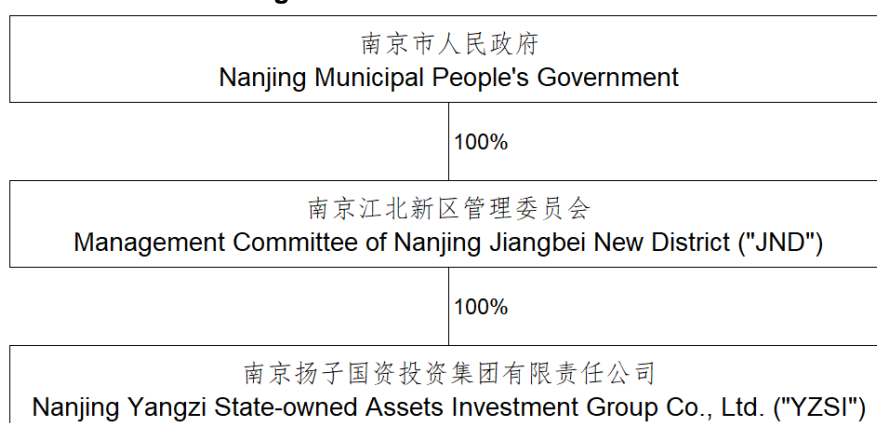 南京市人民政府
Nanjing Municipal People's Government
100%
南京江北新区管理委员会
Management Committee of Nanjing Jiangbei New District ("JND")
100%
南京扬子国资投资集团有限责任公司
Nanjing Yangzi State-owned Assets Investment Group Co., Ltd. ("YZSI")